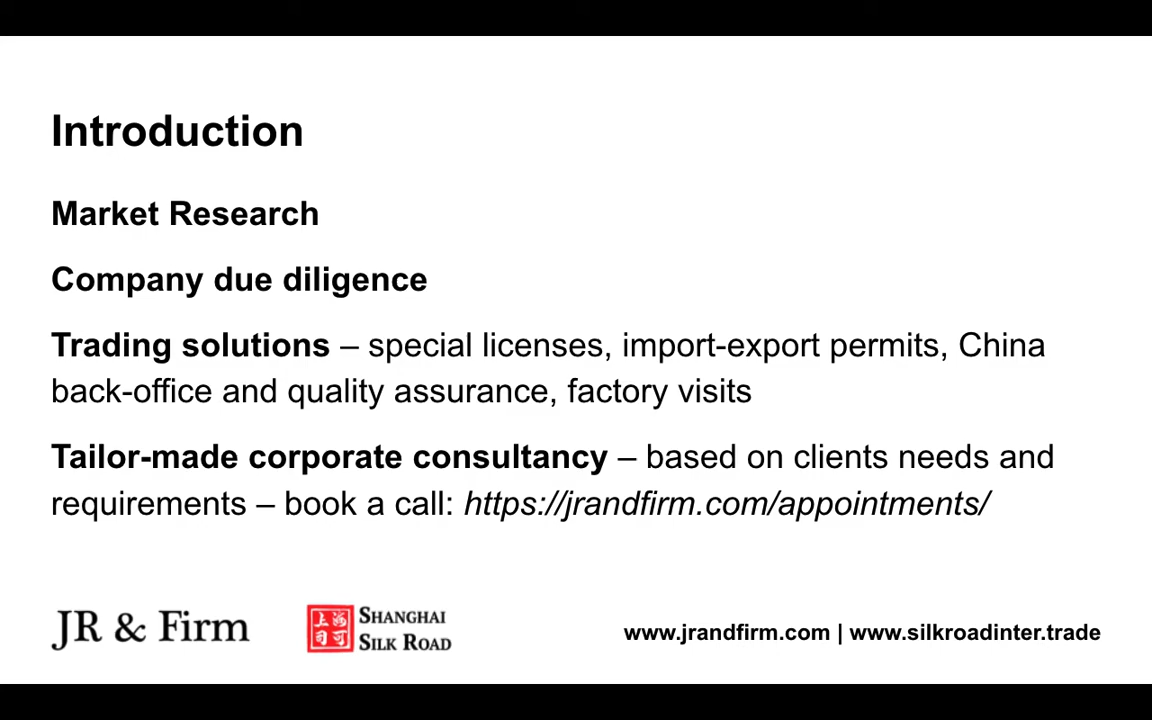 Introduction
Market Research
Company due diligence
Trading solutions – special licenses, import-export permits, China
back-office and quality assurance, factory visits
Tailor-made corporate consultancy – based on clients needs and
requirements – book a call: https://jrandfirm.com/appointments/
JR & Firm
上海
司可
SHANGHAI
SILK ROAD
www.jrandfirm.com | www.silkroadinter.trade